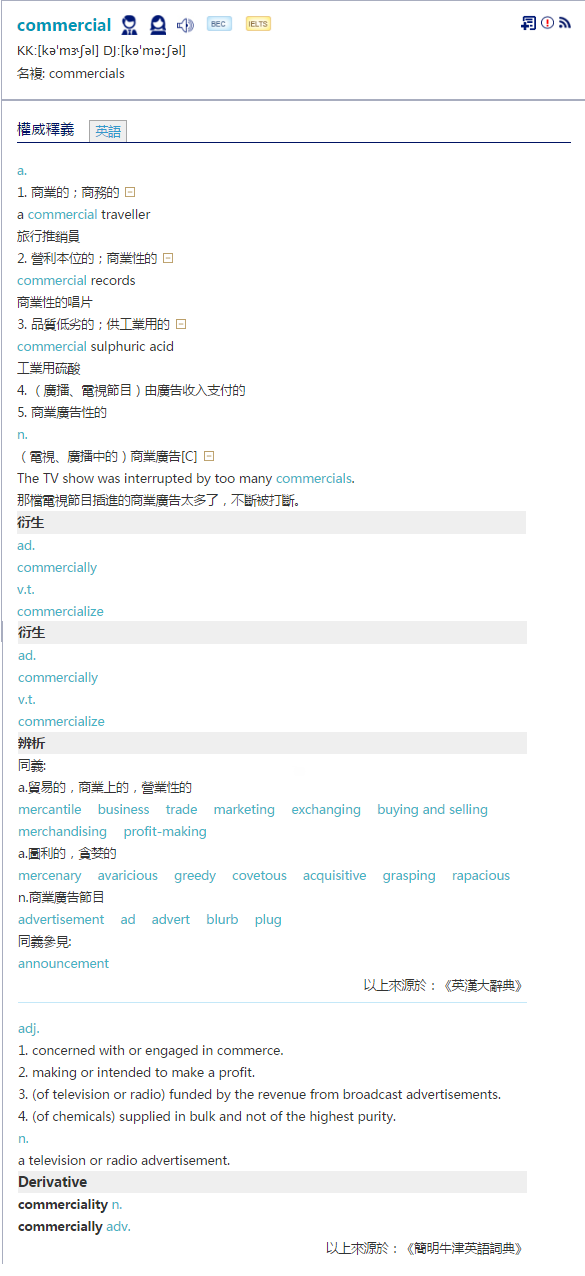 commercial BEC IELTS
KK:[kəˈmɝʃəl] DJ:[kəˈməːʃəl]
名複: commercials
權威釋義 英語
a.
1. 商業的；商務的
a commercial traveller
旅行推銷員
2. 營利本位的；商業性的
commercial records
商業性的唱片
3. 品質低劣的；供工業用的
commercial sulphuric acid
工業用硫酸
4. （廣播、電視節目）由廣告收入支付的
5. 商業廣告性的
n.
（電視、廣播中的）商業廣告[C]
The TV show was interrupted by too many commercials.
那檔電視節目插進的商業廣告太多了，不斷被打斷。
衍生
ad.
commercially
v.t.
commercialize
衍生
ad.
commercially
v.t.
commercialize
辨析
同義:
a.貿易的，商業上的，營業性的
mercantile business trade marketing exchanging buying and selling
merchandising profit-making
a.圖利的，貪婪的
mercenary avaricious greedy covetous acquisitive grasping rapacious
n.商業廣告節目
advertisement ad advert blurb plug
同義參見:
announcement
以上來源於：《英漢大辭典》
adj.
1. concerned with or engaged in commerce.
2. making or intended to make a profit.
3. (of television or radio) funded by the revenue from broadcast advertisements.
4. (of chemicals) supplied in bulk and not of the highest purity.
n.
a television or radio advertisement.
Derivative
commerciality n.
commercially adv.
以上來源於：《簡明牛津英語詞典》